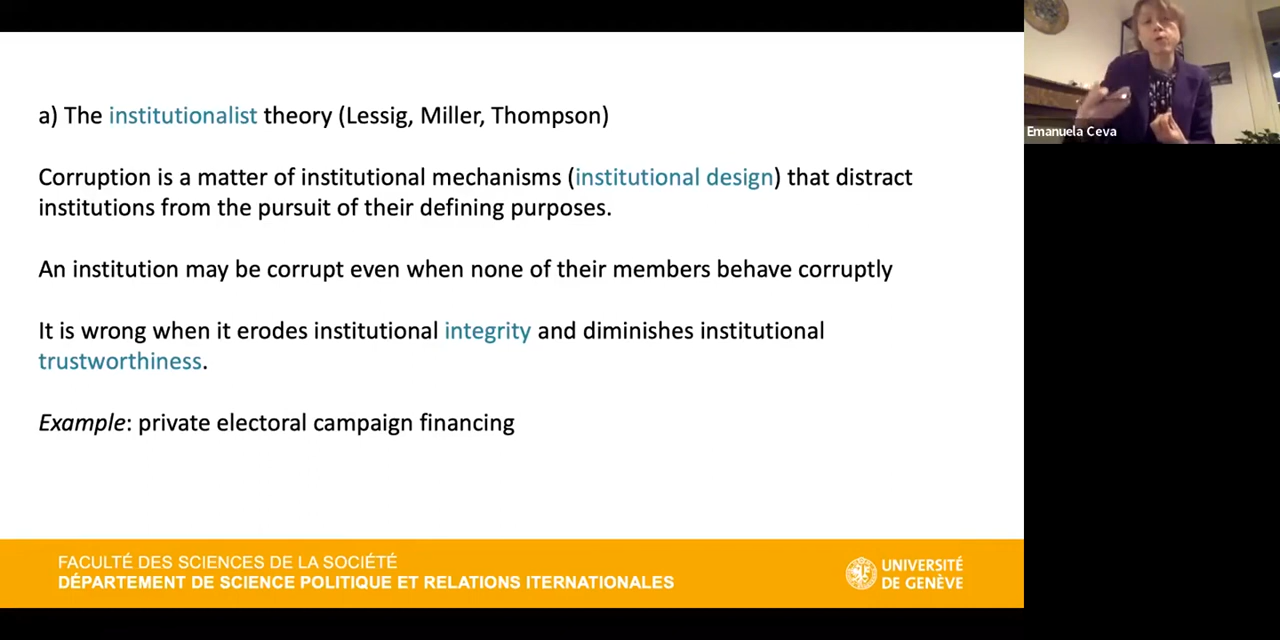 a) The institutionalist theory (Lessig, Miller, Thompson)
Corruption is a matter of institutional mechanisms (institutional design) that distract
institutions from the pursuit of their defining purposes.
An institution may be corrupt even when none of their members behave corruptly
It is wrong when it erodes institutional integrity and diminishes institutional
trustworthiness.
Example: private electoral campaign financing
FACULTÉ DES SCIENCES DE LA SOCIÉTÉ
DÉPARTEMENT DE SCIENCE POLITIQUE ET RELATIONS ITERNATIONALES
UNIVERSITÉ
DE GENÈVE
Emanuela Ceva